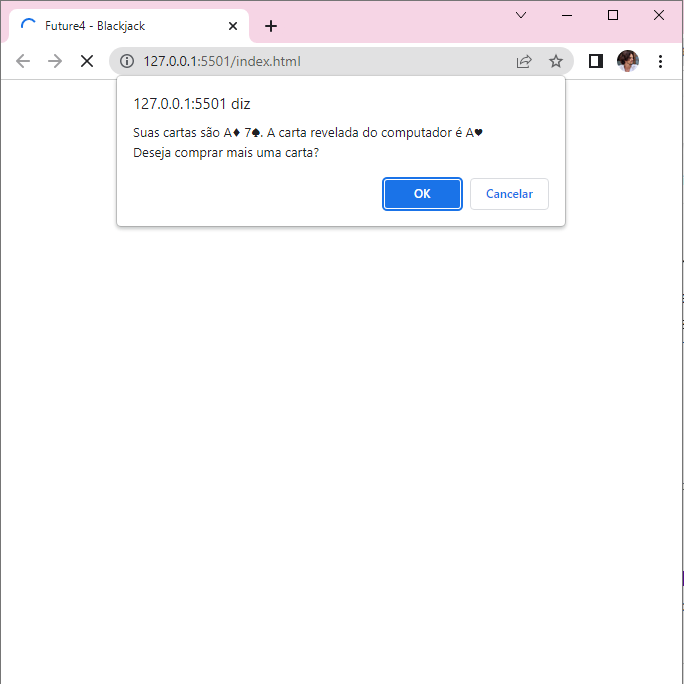 Future4 - Blackjack
127.0.0.1:5501/index.html
127.0.0.1:5501 diz
Suas cartas são A♦ 7♠. A carta revelada do computador é A♥
Deseja comprar mais uma carta?
OK
Cancelar